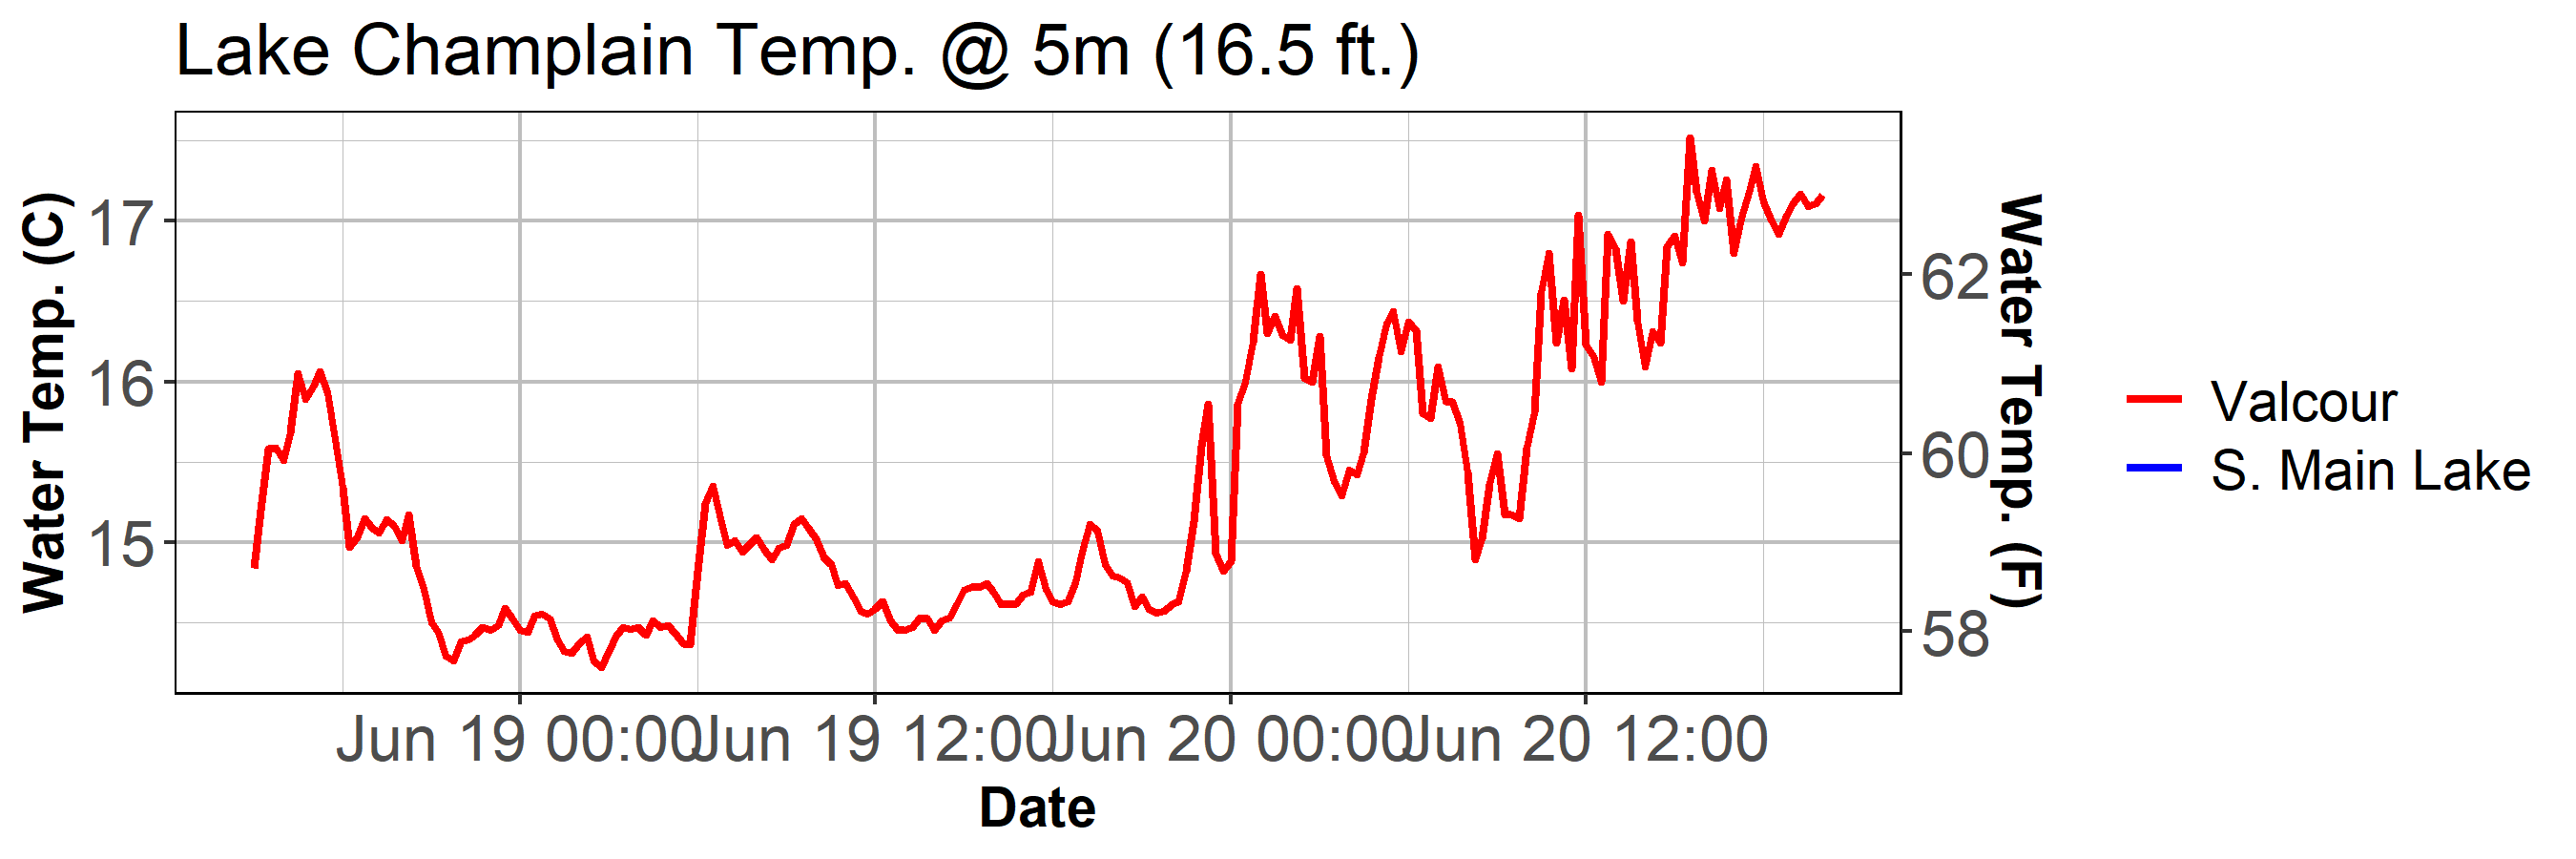 Lake Champlain Temp. @ 5m (16.5 ft.)
Water Temp. (C)
17
16
15
62
60
58
Water Temp. (F)
Jun 19 00:00
Jun 19 12:00
Jun 20 00:00
Jun 20 12:00
Date
Valcour
S. Main Lake